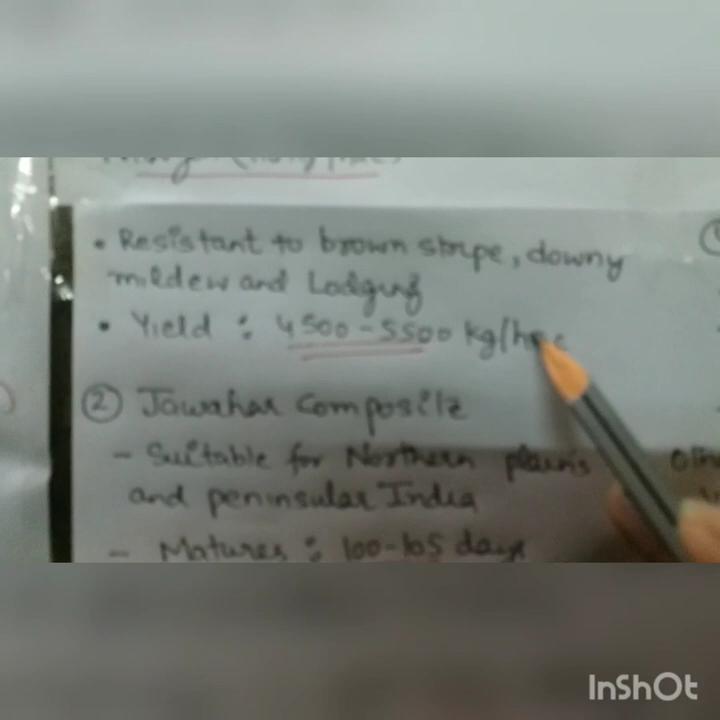 • Resistant to brown stripe, downy
mildew and Lodging
• Yield : 4500-5500 kg/hec
② Jawahar Composite
- Suitable for Northern plains
and peninsular India
- Matures : 100-105 days
InShOt